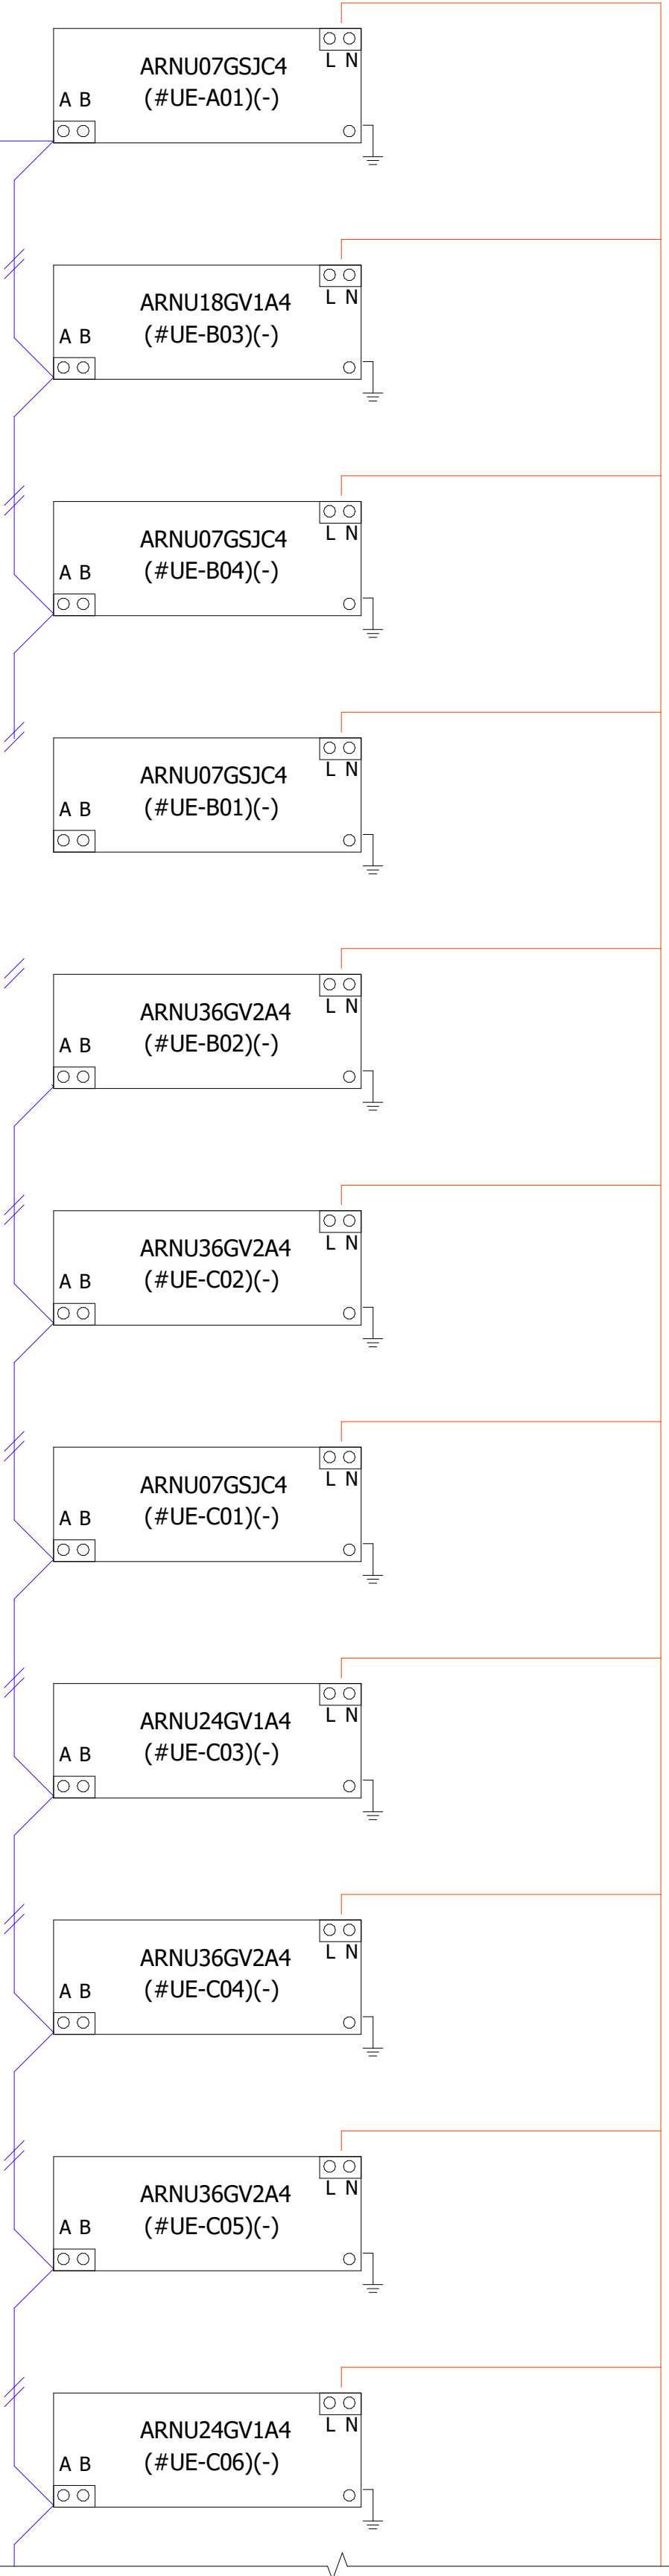 L N
ARNU07GSJC4
A B
(#UE-A01)(-)
L N
ARNU18GV1A4
A B
(#UE-B03)(-)
L N
ARNU07GSJC4
A B
(#UE-B04)(-)
L N
ARNU07GSJC4
A B
(#UE-B01)(-)
L N
ARNU36GV2A4
A B
(#UE-B02)(-)
L N
ARNU36GV2A4
A B
(#UE-C02)(-)
L N
ARNU07GSJC4
A B
(#UE-C01)(-)
L N
ARNU24GV1A4
A B
(#UE-C03)(-)
L N
ARNU36GV2A4
A B
(#UE-C04)(-)
L N
ARNU36GV2A4
A B
(#UE-C05)(-)
L N
ARNU24GV1A4
A B
(#UE-C06)(-)